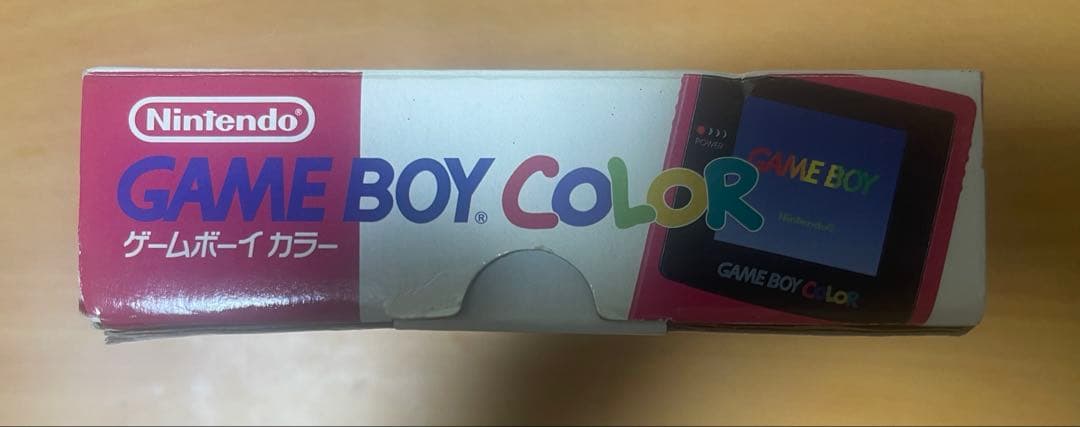 Nintendo®
GAME BOY® COLOR
ゲームボーイ カラー
POWER
GAME BOY
Nintendo®
GAME BOY COLOR